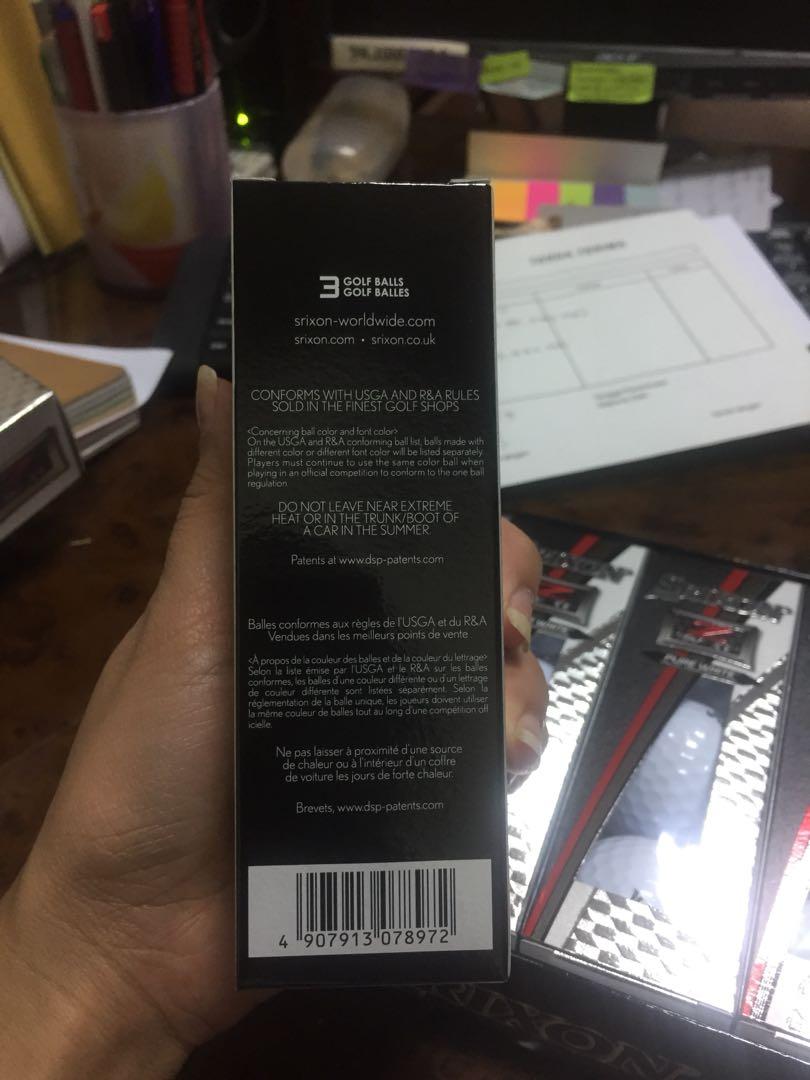 3 GOLF BALLS
GOLF BALLES
srixon-worldwide.com
srixon.com • srixon.co.uk
CONFORMS WITH USGA AND R&A RULES
SOLD IN THE FINEST GOLF SHOPS
<Concerning ball color and font color>
On the USGA and R&A conforming ball list, balls made with
different color or different font color will be listed separately.
Players must continue to use the same color ball when
playing in an official competition to conform to the one ball
regulation.
DO NOT LEAVE NEAR EXTREME
HEAT OR IN THE TRUNK/BOOT OF
A CAR IN THE SUMMER.
Patents at www.dsp-patents.com
Balles conformes aux règles de l'USGA et du R&A
Vendues dans les meilleurs points de vente
<À propos de la couleur des balles et de la couleur du lettrage>
Selon la liste émise par l'USGA et le R&A sur les balles
conformes, les balles d'une couleur différente ou d'un lettrage
de couleur différente sont listées séparément. Selon la
réglementation de la balle unique, les joueurs doivent utiliser
la même couleur de balles tout au long d'une compétition off
icielle.
Ne pas laisser à proximité d'une source
de chaleur ou à l'intérieur d'un coffre
de voiture les jours de forte chaleur.
Brevets, www.dsp-patents.com
4 907913 078972
SRIXON
Z
PURE WHITE
RIXON